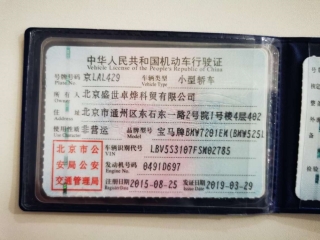 中华人民共和国机动车行驶证
Vehicle License of the People's Republic of China
号牌号码 京LAL429 车辆类型 小型轿车
Plate No. Vehicle Type
所有人 北京盛世卓烨科贸有限公司
Owner
住址 北京市通州区东石东一路2号院1号楼4层402
Address
使用性质 非营运 品牌型号 宝马牌BMW7201EM(BMW525L
Use Character Model
北京市公 车辆识别代号 LBV5S3107FSM02785
VIN
安局公安 发动机号码 0491D697
Engine No.
交通管理局 注册日期 2015-08-25 发证日期 2019-03-29
Register Date Issue Date